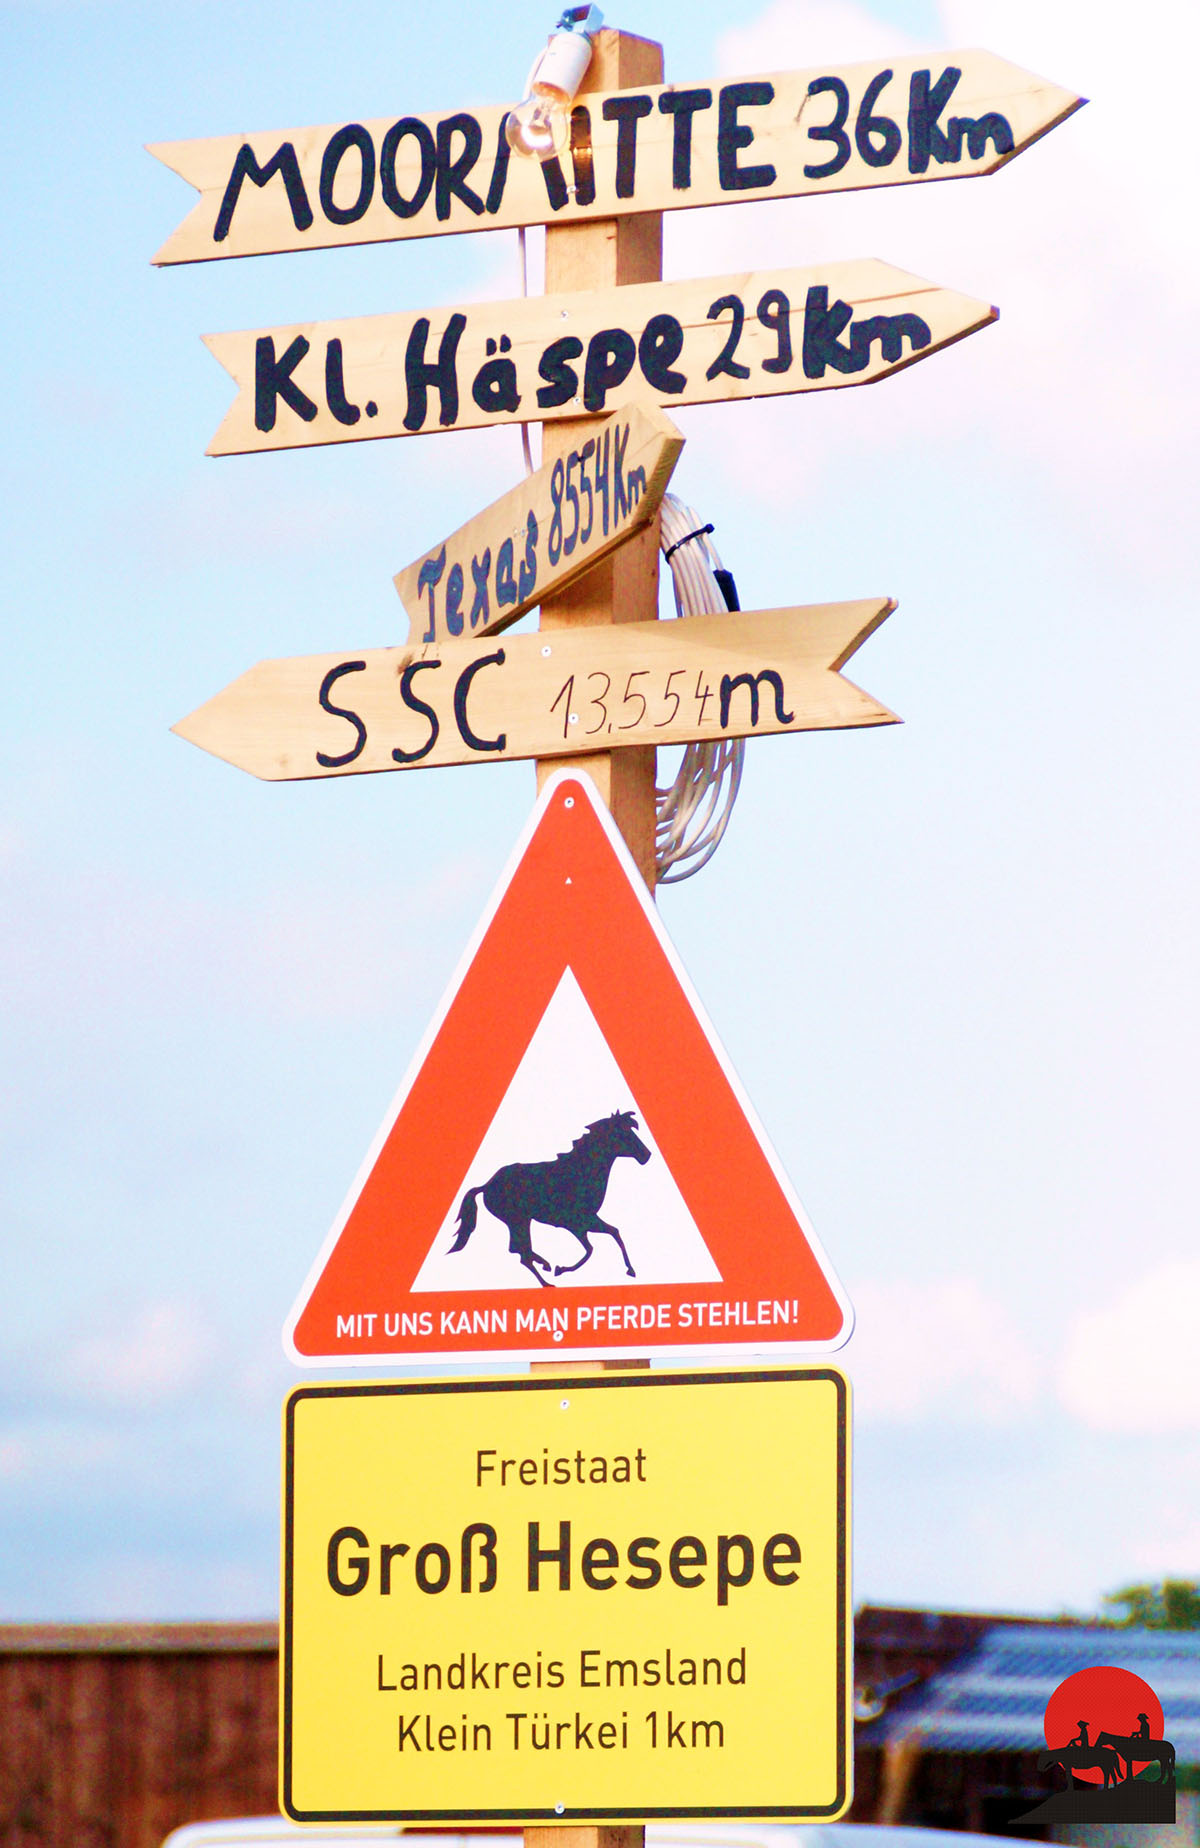 MOORMITTE 36Km
Kl. Häspe 29km
Texas 8554Km
SSC 13.554m
MIT UNS KANN MAN PFERDE STEHLEN!
Freistaat
Groß Hesepe
Landkreis Emsland
Klein Türkei 1km